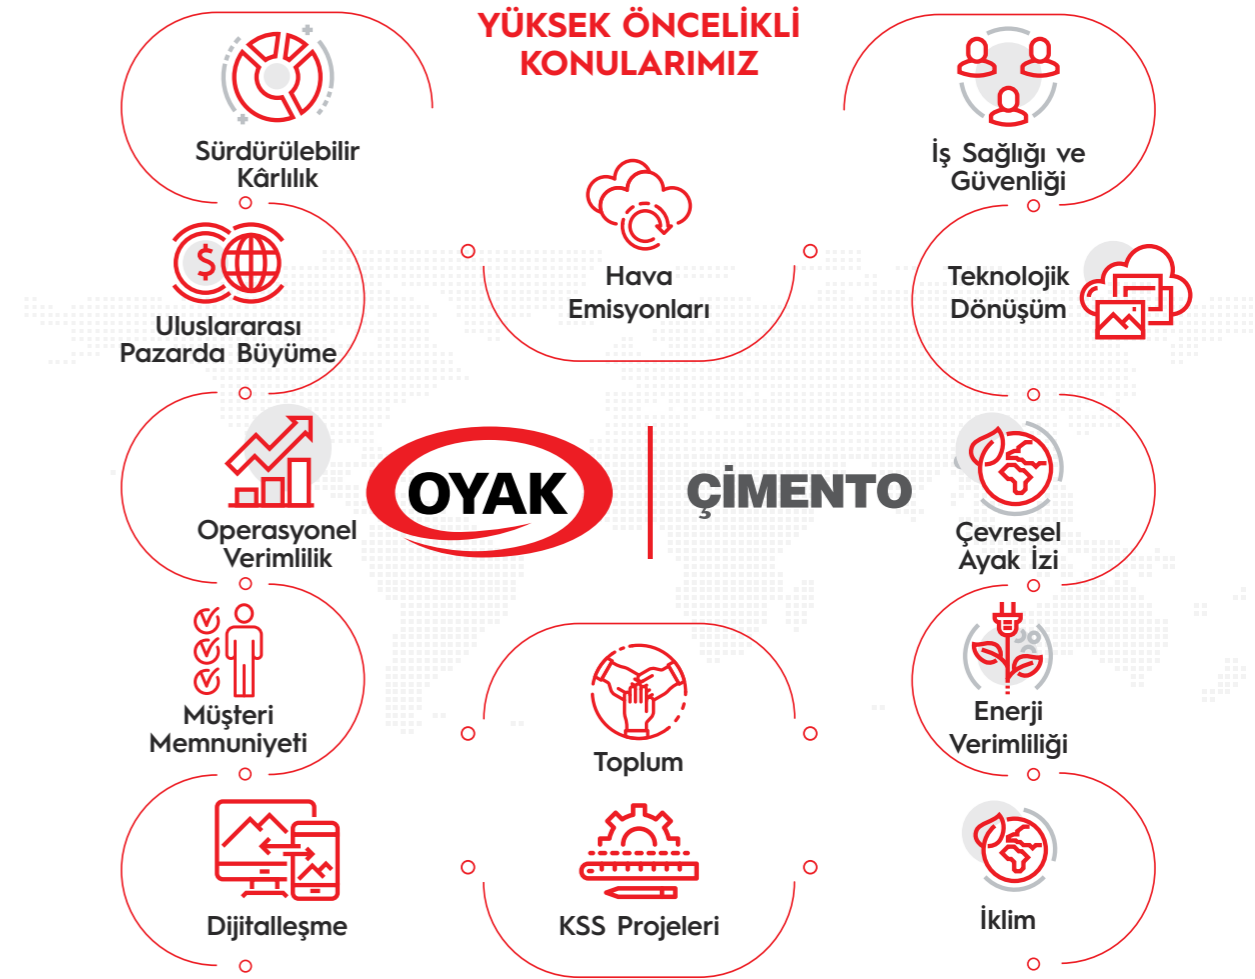 YÜKSEK ÖNCELİKLİ
KONULARIMIZ
Sürdürülebilir
Kârlılık
Uluslararası
Pazarda Büyüme
Operasyonel
Verimlilik
Müşteri
Memnuniyeti
Dijitalleşme
Hava
Emisyonları
OYAK
ÇİMENTO
Toplum
KSS Projeleri
İş Sağlığı ve
Güvenliği
Teknolojik
Dönüşüm
Çevresel
Ayak İzi
Enerji
Verimliliği
İklim